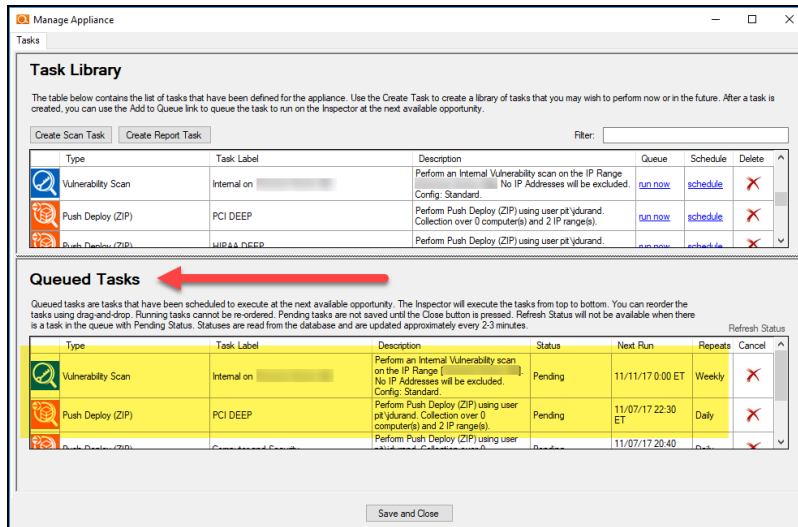 Manage Appliance
Tasks
Task Library
The table below contains the list of tasks that have been defined for the appliance. Use the Create Task to create a library of tasks that you may wish to perform now or in the future. After a task is
created, you can use the Add to Queue link to queue the task to run on the Inspector at the next available opportunity.
Create Scan Task Create Report Task Filter:
Type Task Label Description Queue Schedule Delete
Vulnerability Scan Internal on Perform an Internal Vulnerability scan on the IP Range
No IP Addresses will be excluded. run now schedule
Config: Standard.
Push Deploy (ZIP) PCI DEEP Perform Push Deploy (ZIP) using user pit\jdurand.
Collection over 0 computer(s) and 2 IP range(s). run now schedule
Push Deploy (ZIP) HIPAA DEEP Perform Push Deploy (ZIP) using user pit\jdurand. run now schedule
Queued Tasks
Queued tasks are tasks that have been scheduled to execute at the next available opportunity. The Inspector will execute the tasks from top to bottom. You can reorder the
tasks using drag-and-drop. Running tasks cannot be re-ordered. Pending tasks are not saved until the Close button is pressed. Refresh Status will not be available when there
is a task in the queue with Pending Status. Statuses are read from the database and are updated approximately every 2-3 minutes.
Refresh Status
Type Task Label Description Status Next Run Repeats Cancel
Vulnerability Scan Internal on Perform an Internal Vulnerability scan
on the IP Range [ ].
No IP Addresses will be excluded.
Config: Standard. Pending 11/11/17 0:00 ET Weekly
Push Deploy (ZIP) PCI DEEP Perform Push Deploy (ZIP) using user
pit\jdurand. Collection over 0
computer(s) and 2 IP range(s). Pending 11/07/17 22:30
ET Daily
Push Deploy (ZIP) Computer and Security Perform Push Deploy (ZIP) using user
pit\jdurand. Collection over 0 Pending 11/07/17 20:40 Daily
Save and Close